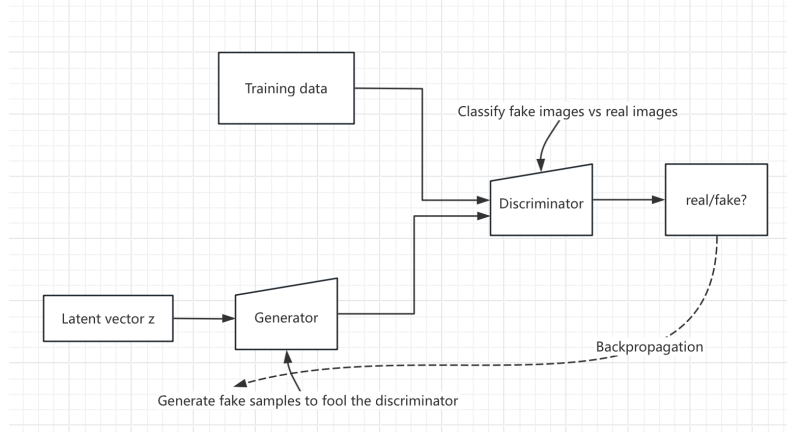 Training data
Classify fake images vs real images
Discriminator
real/fake?
Latent vector z
Generator
Backpropagation
Generate fake samples to fool the discriminator